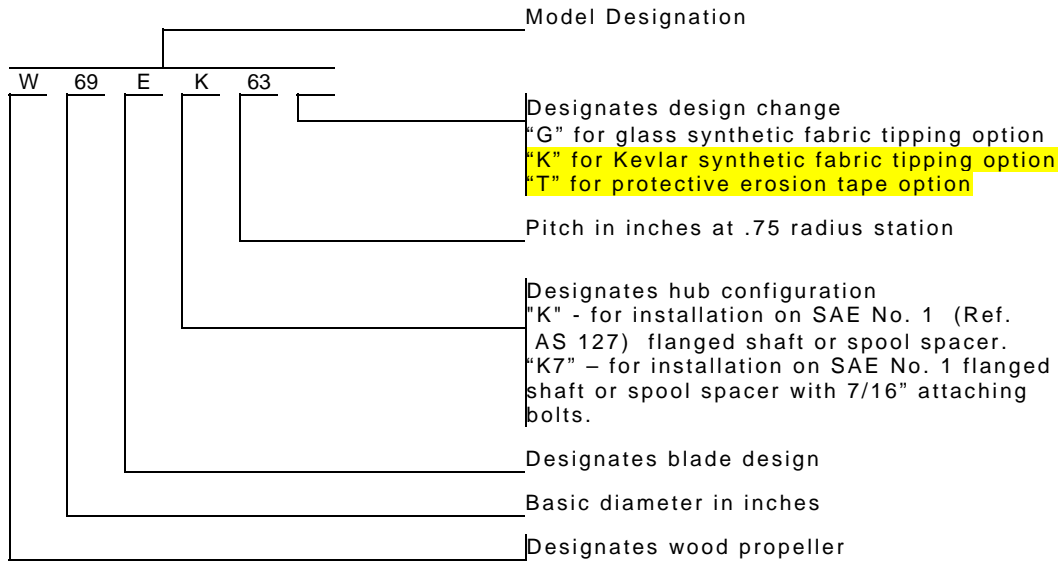 Model Designation
W 69 E K 63
Designates design change
“G” for glass synthetic fabric tipping option
“K” for Kevlar synthetic fabric tipping option
“T” for protective erosion tape option
Pitch in inches at .75 radius station
Designates hub configuration
"K" - for installation on SAE No. 1 (Ref.
AS 127) flanged shaft or spool spacer.
“K7” – for installation on SAE No. 1 flanged
shaft or spool spacer with 7/16” attaching
bolts.
Designates blade design
Basic diameter in inches
Designates wood propeller